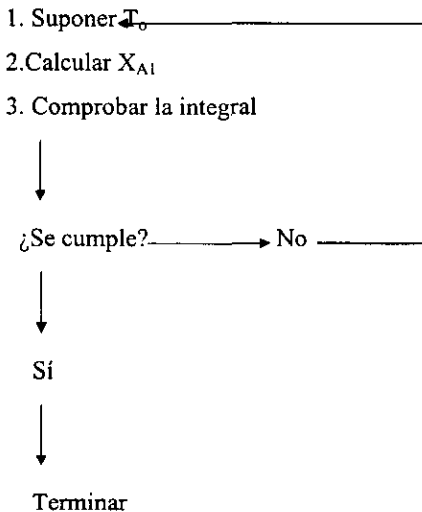 1. Suponer T₀
2.Calcular X_A1
3. Comprobar la integral
¿Se cumple? No
Sí
Terminar